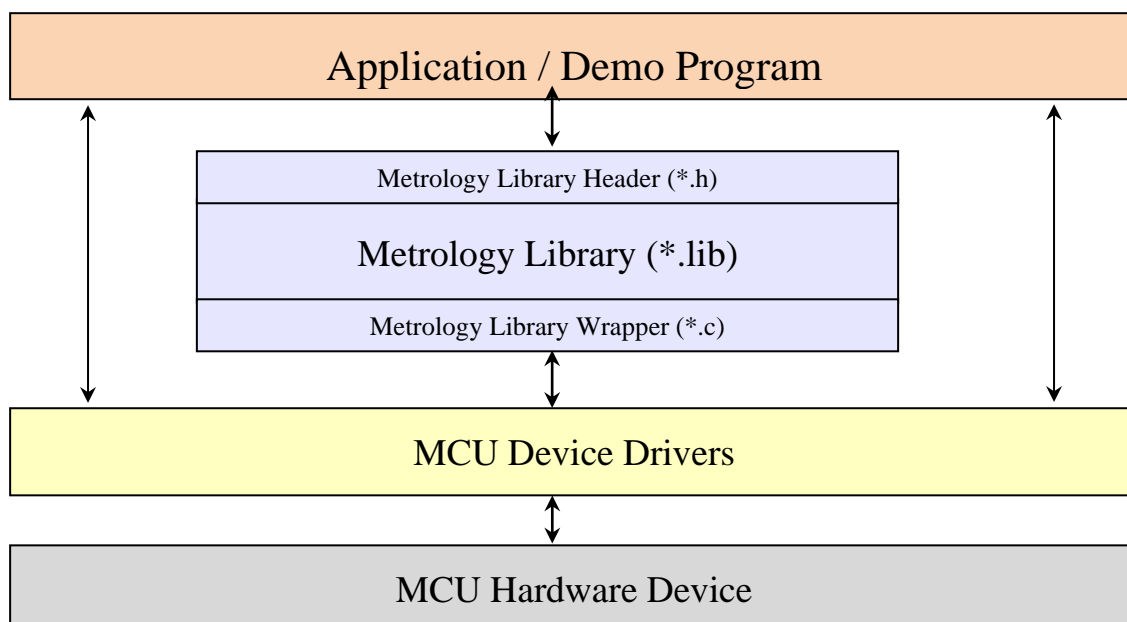 Application / Demo Program
Metrology Library Header (*.h)
Metrology Library (*.lib)
Metrology Library Wrapper (*.c)
MCU Device Drivers
MCU Hardware Device